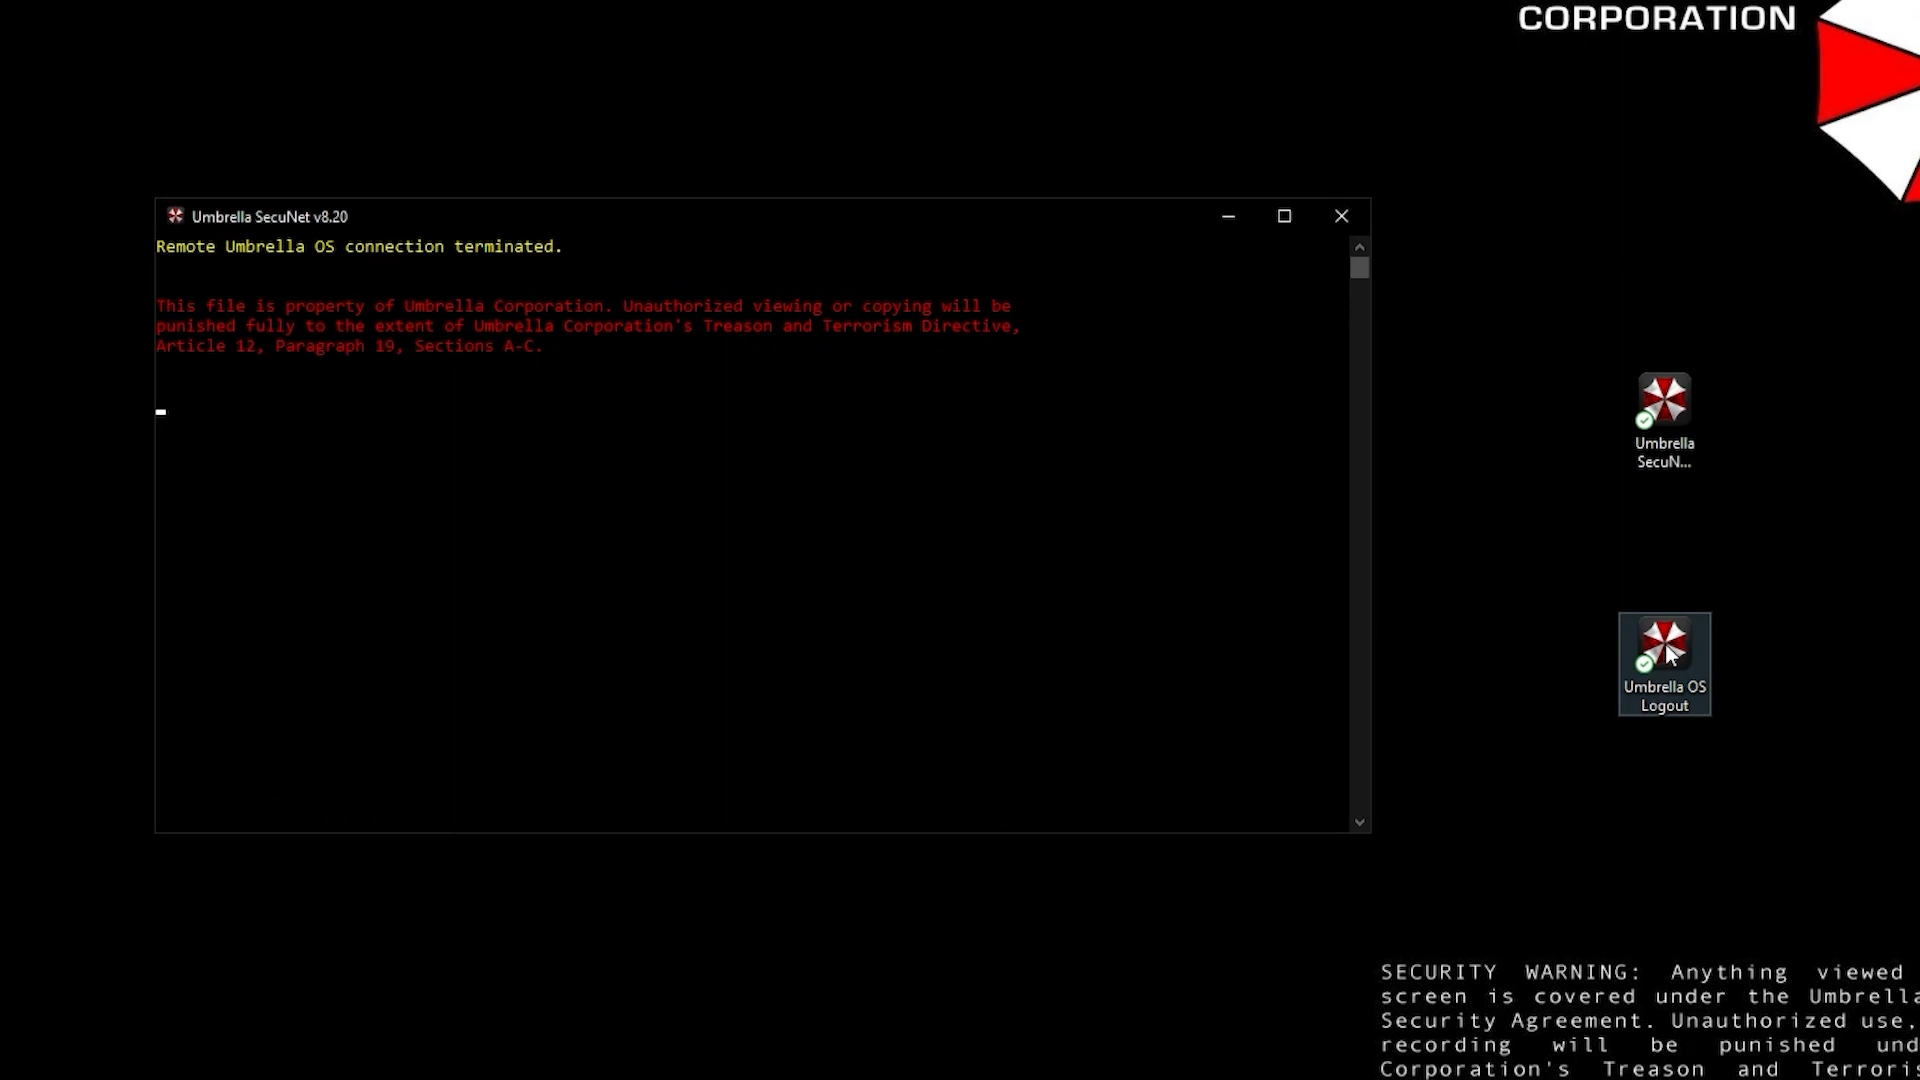 CORPORATION
Umbrella SecuNet v8.20
Remote Umbrella OS connection terminated.
This file is property of Umbrella Corporation. Unauthorized viewing or copying will be
punished fully to the extent of Umbrella Corporation's Treason and Terrorism Directive,
Article 12, Paragraph 19, Sections A-C.
Umbrella
SecuN...
Umbrella OS
Logout
SECURITY WARNING: Anything viewed
screen is covered under the Umbrella
Security Agreement. Unauthorized use,
recording will be punished
Corporation's Treason and